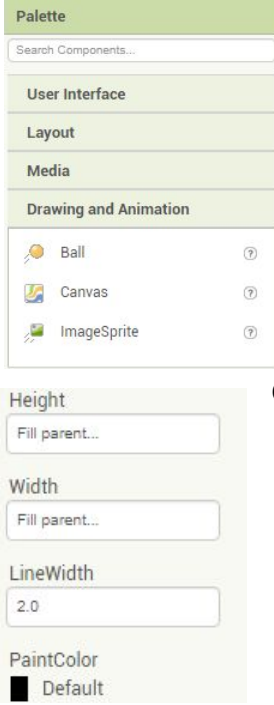 Palette
Search Components...
User Interface
Layout
Media
Drawing and Animation
Ball ?
Canvas ?
ImageSprite ?
Height
Fill parent...
Width
Fill parent...
LineWidth
2.0
PaintColor
Default